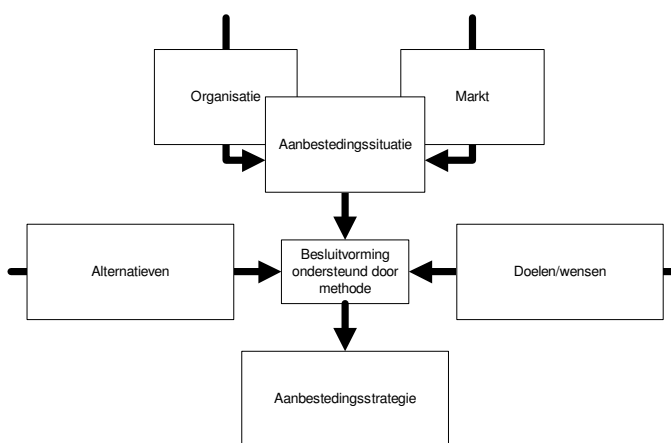 Organisatie
Markt
Aanbestedingssituatie
Alternatieven
Besluitvorming
ondersteund door
methode
Doelen/wensen
Aanbestedingsstrategie